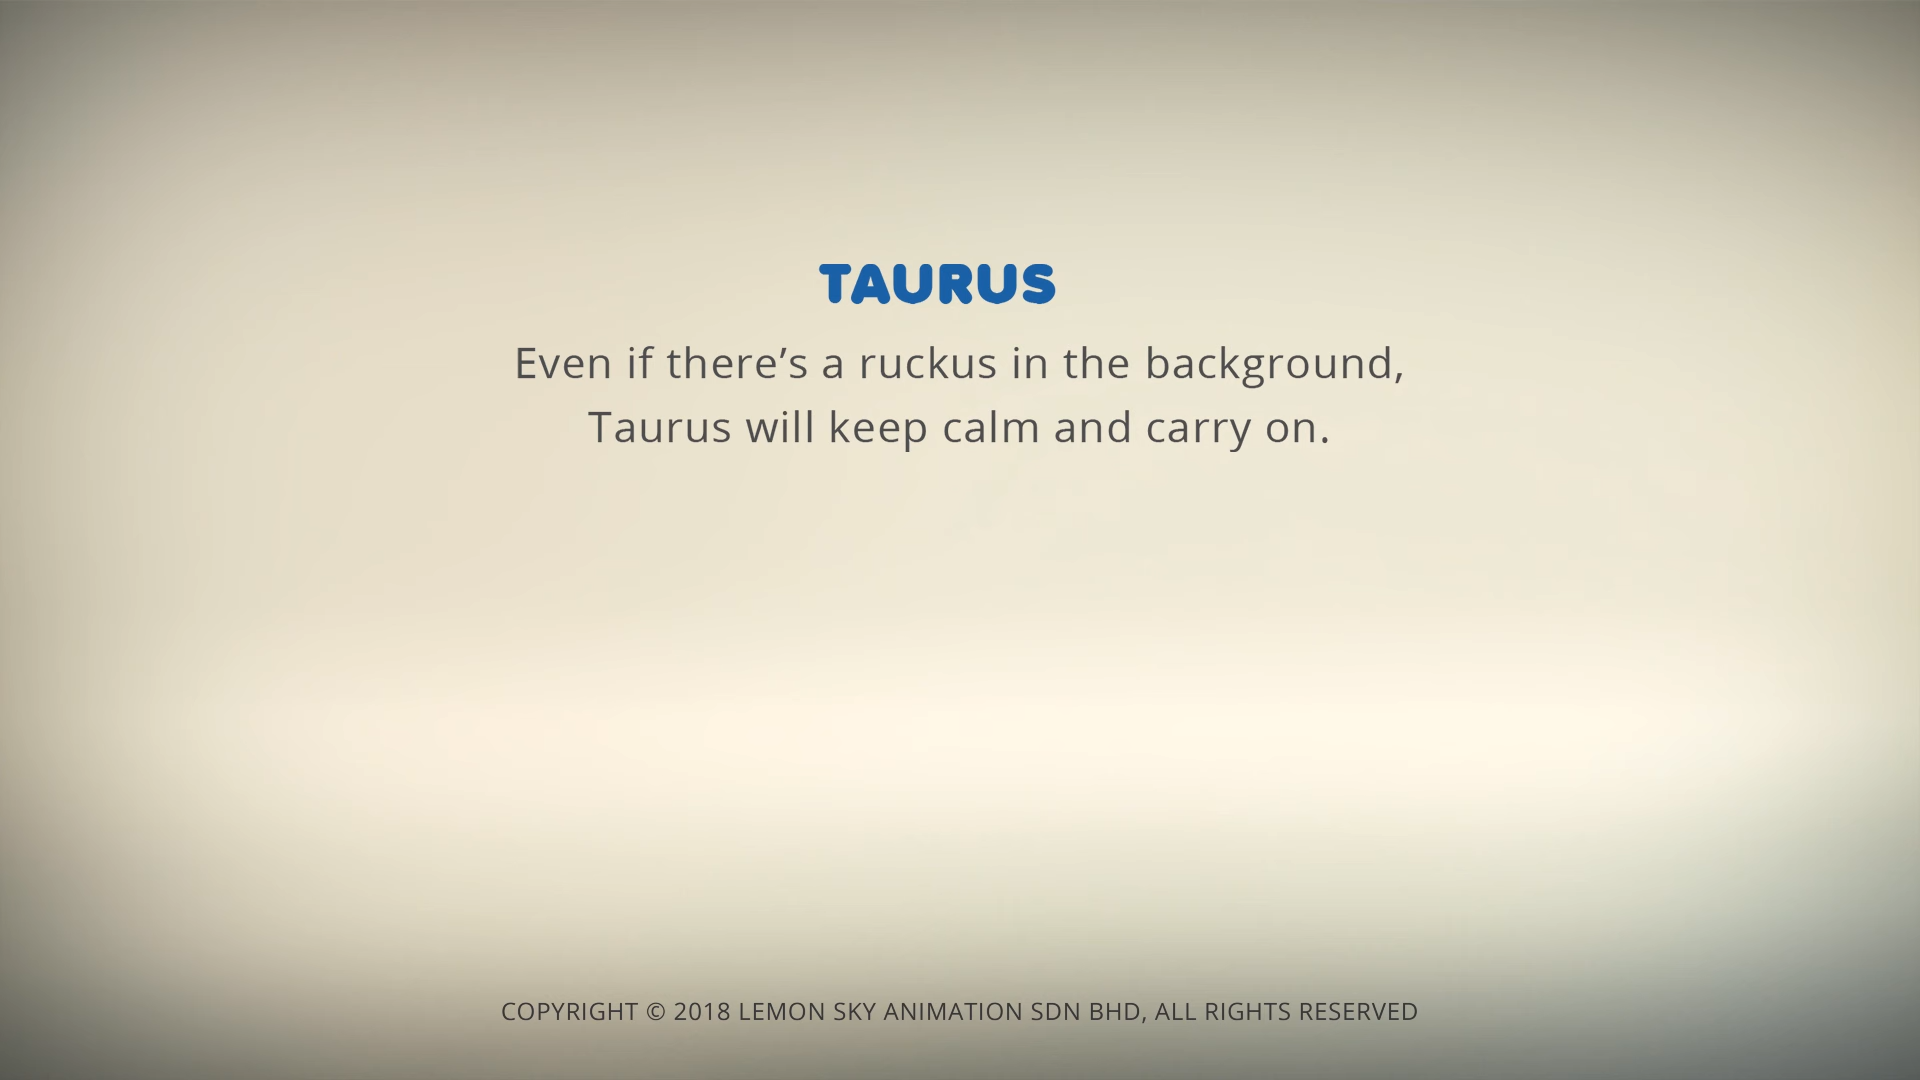 TAURUS
Even if there’s a ruckus in the background,
Taurus will keep calm and carry on.
COPYRIGHT © 2018 LEMON SKY ANIMATION SDN BHD, ALL RIGHTS RESERVED